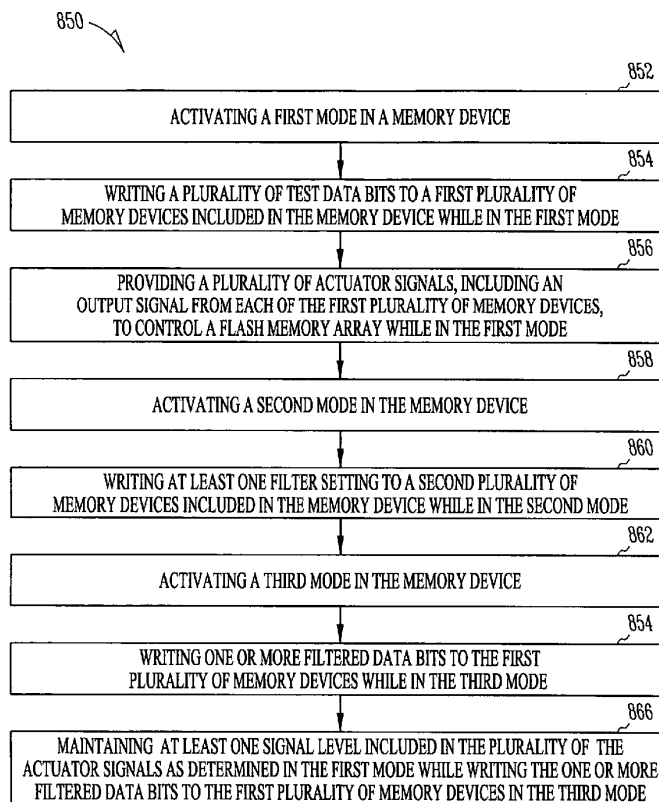 850
852
ACTIVATING A FIRST MODE IN A MEMORY DEVICE
854
WRITING A PLURALITY OF TEST DATA BITS TO A FIRST PLURALITY OF
MEMORY DEVICES INCLUDED IN THE MEMORY DEVICE WHILE IN THE FIRST MODE
856
PROVIDING A PLURALITY OF ACTUATOR SIGNALS, INCLUDING AN
OUTPUT SIGNAL FROM EACH OF THE FIRST PLURALITY OF MEMORY DEVICES,
TO CONTROL A FLASH MEMORY ARRAY WHILE IN THE FIRST MODE
858
ACTIVATING A SECOND MODE IN THE MEMORY DEVICE
860
WRITING AT LEAST ONE FILTER SETTING TO A SECOND PLURALITY OF
MEMORY DEVICES INCLUDED IN THE MEMORY DEVICE WHILE IN THE SECOND MODE
862
ACTIVATING A THIRD MODE IN THE MEMORY DEVICE
854
WRITING ONE OR MORE FILTERED DATA BITS TO THE FIRST
PLURALITY OF MEMORY DEVICES WHILE IN THE THIRD MODE
866
MAINTAINING AT LEAST ONE SIGNAL LEVEL INCLUDED IN THE PLURALITY OF THE
ACTUATOR SIGNALS AS DETERMINED IN THE FIRST MODE WHILE WRITING THE ONE OR MORE
FILTERED DATA BITS TO THE FIRST PLURALITY OF MEMORY DEVICES IN THE THIRD MODE